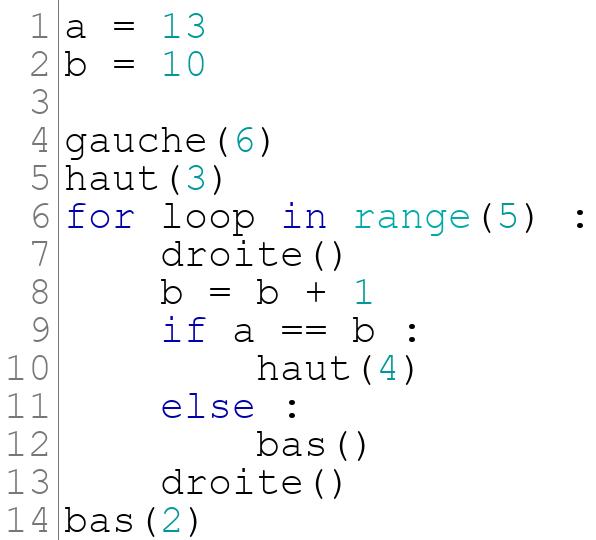 1 a = 13
2 b = 10
3
4 gauche(6)
5 haut(3)
6 for loop in range(5) :
7     droite()
8     b = b + 1
9     if a == b :
10         haut(4)
11     else :
12         bas()
13     droite()
14 bas(2)